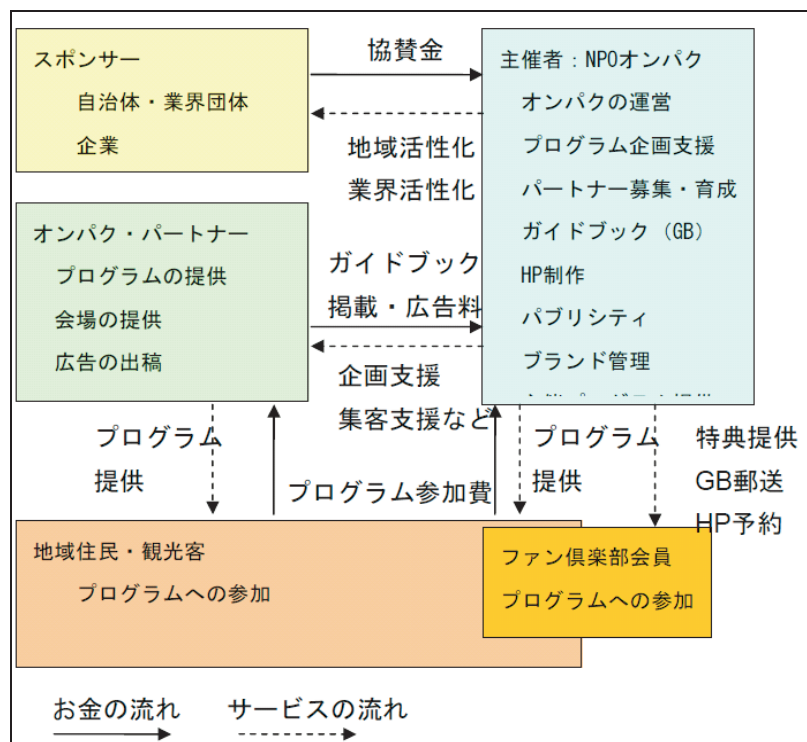 スポンサー
自治体・業界団体
企業
協賛金
地域活性化
業界活性化
主催者：NPOオンパク
オンパクの運営
プログラム企画支援
パートナー募集・育成
ガイドブック（GB）
HP制作
パブリシティ
ブランド管理
オンパク・パートナー
プログラムの提供
会場の提供
広告の出稿
ガイドブック
掲載・広告料
企画支援
集客支援など
プログラム
提供
プログラム参加費
プログラム
提供
特典提供
GB郵送
HP予約
地域住民・観光客
プログラムへの参加
ファン倶楽部会員
プログラムへの参加
お金の流れ
サービスの流れ